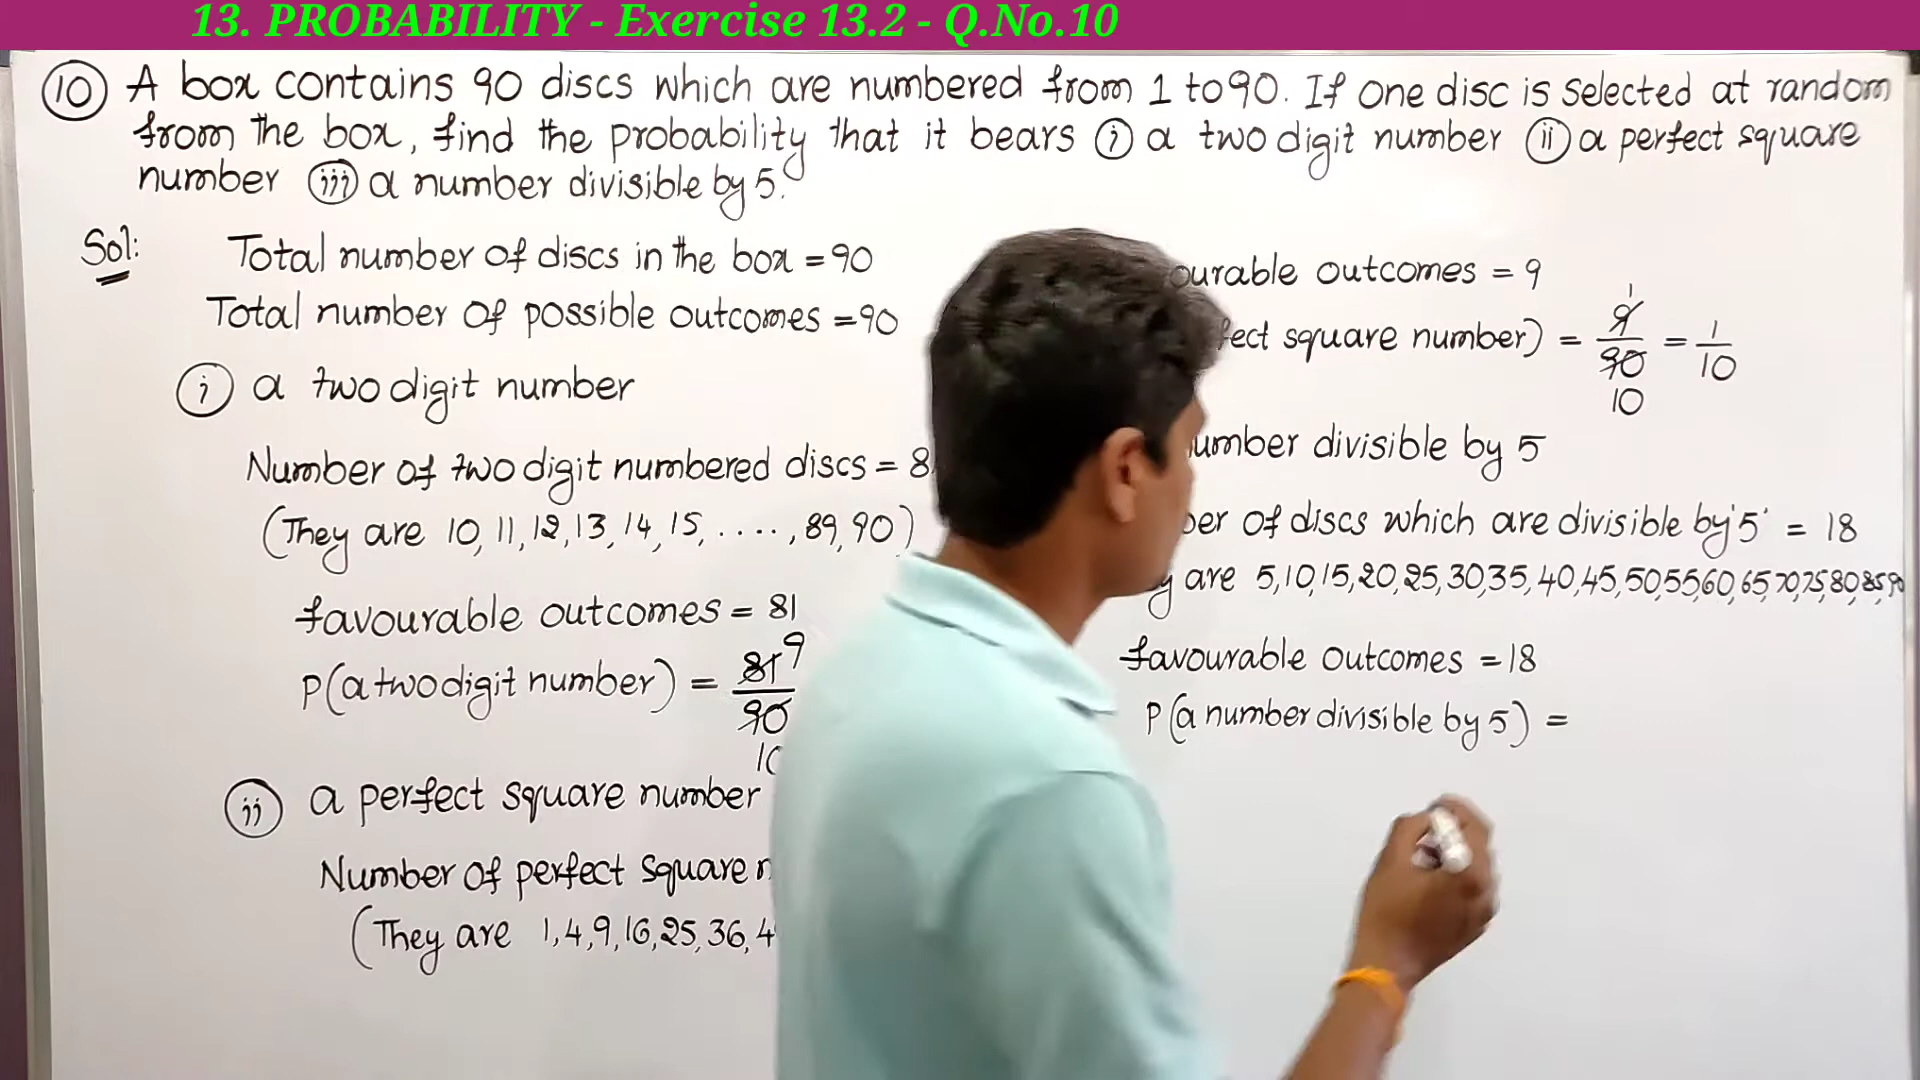 13. PROBABILITY - Exercise 13.2 - Q.No.10
10 A box contains 90 discs which are numbered from 1 to 90. If one disc is selected at random
from the box, find the probability that it bears (i) a two digit number (ii) a perfect square
number (iii) a number divisible by 5.
Sol:
Total number of discs in the box = 90
Total number of possible outcomes = 90
(i) a two digit number
Number of two digit numbered discs = 8
(They are 10, 11, 12, 13, 14, 15, ...., 89, 90)
favourable outcomes = 81
P(a two digit number) = 81/90 9 10
(ii) a perfect square number
Number of perfect square n
(They are 1, 4, 9, 16, 25, 36, 4
ourable outcomes = 9
fect square number) = 9/90 = 1/10
1
10
umber divisible by 5
ber of discs which are divisible by '5' = 18
y are 5, 10, 15, 20, 25, 30, 35, 40, 45, 50, 55, 60, 65, 70, 75, 80, 85, 90
favourable outcomes = 18
P(a number divisible by 5) =